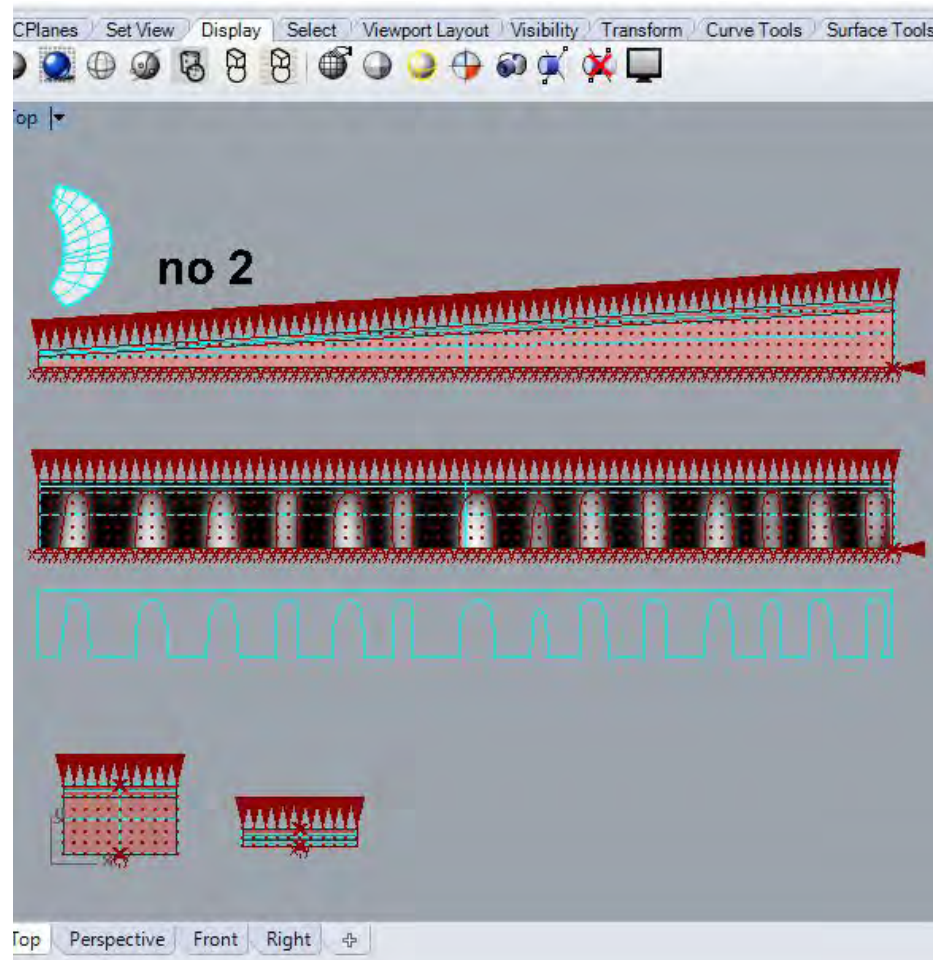 CPlanes Set View Display Select Viewport Layout Visibility Transform Curve Tools Surface Tools
Top
no 2
Top Perspective Front Right